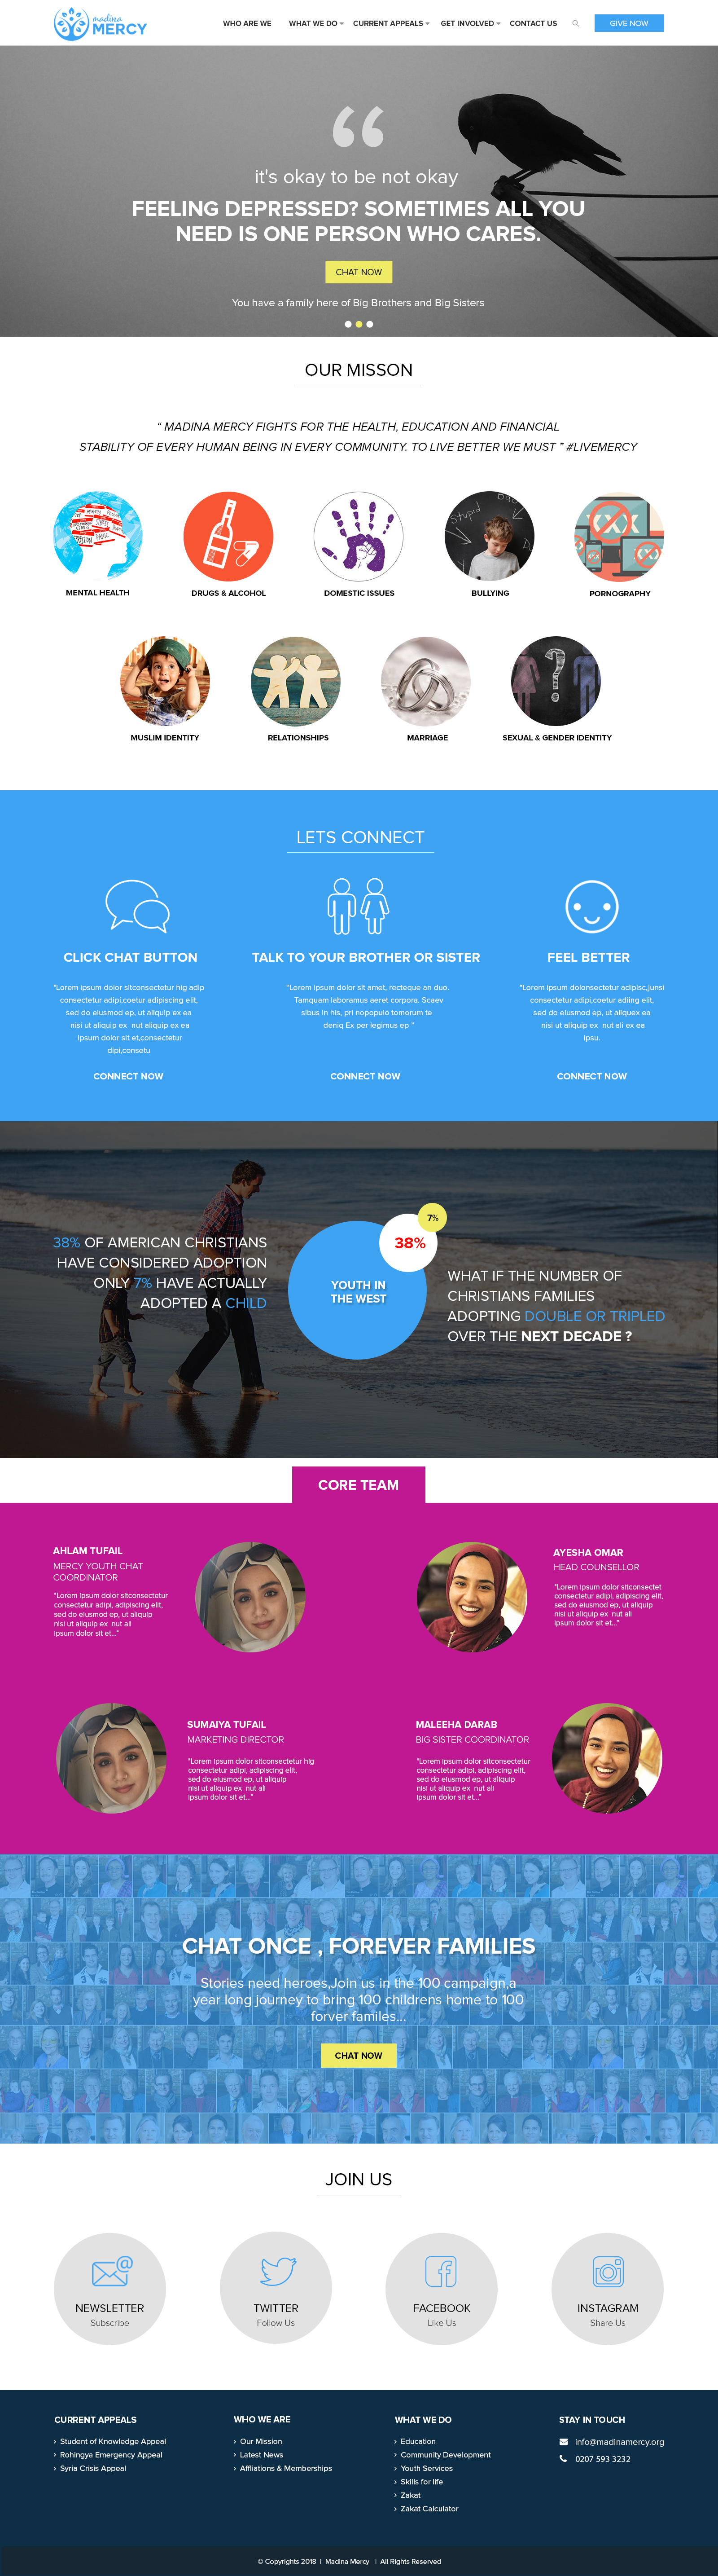 madina
MERCY
WHO ARE WE
WHAT WE DO
CURRENT APPEALS
GET INVOLVED
CONTACT US
GIVE NOW
“
it's okay to be not okay
FEELING DEPRESSED? SOMETIMES ALL YOU
NEED IS ONE PERSON WHO CARES.
CHAT NOW
You have a family here of Big Brothers and Big Sisters
OUR MISSON
“ MADINA MERCY FIGHTS FOR THE HEALTH, EDUCATION AND FINANCIAL
STABILITY OF EVERY HUMAN BEING IN EVERY COMMUNITY. TO LIVE BETTER WE MUST ” #LIVEMERCY
Stupid
XXX
MENTAL HEALTH
DRUGS & ALCOHOL
DOMESTIC ISSUES
BULLYING
PORNOGRAPHY
?
MUSLIM IDENTITY
RELATIONSHIPS
MARRIAGE
SEXUAL & GENDER IDENTITY
LETS CONNECT
CLICK CHAT BUTTON
"Lorem ipsum dolor sitconsectetur hig adip
consectetur adipi,coetur adipiscing elit,
sed do eiusmod ep, ut aliquip ex ea
nisi ut aliquip ex  nut aliquip ex ea
ipsum dolor sit et,consectetur
dipi,consetu
CONNECT NOW
TALK TO YOUR BROTHER OR SISTER
"Lorem ipsum dolor sit amet, recteque an duo.
Tamquam laboramus aeret corpora. Scaev
sibus in his, pri nopopulo tomorum te
deniq Ex per legimus ep "
CONNECT NOW
FEEL BETTER
"Lorem ipsum dolonsectetur adipisc,junsi
consectetur adipi,coetur adiing elit,
sed do eiusmod ep, ut aliquex ea
nisi ut aliquip ex  nut ali ex ea
ipsu.
CONNECT NOW
38% OF AMERICAN CHRISTIANS
HAVE CONSIDERED ADOPTION
ONLY 7% HAVE ACTUALLY
ADOPTED A CHILD
7%
38%
YOUTH IN
THE WEST
WHAT IF THE NUMBER OF
CHRISTIANS FAMILIES
ADOPTING DOUBLE OR TRIPLED
OVER THE NEXT DECADE ?
CORE TEAM
AHLAM TUFAIL
MERCY YOUTH CHAT
COORDINATOR
"Lorem ipsum dolor sitconsectetur
consectetur adipi, adipiscing elit,
sed do eiusmod ep, ut aliquip
nisi ut aliquip ex  nut ali
ipsum dolor sit et..."
AYESHA OMAR
HEAD COUNSELLOR
"Lorem ipsum dolor sitconsectet
consectetur adipi, adipiscing elit,
sed do eiusmod ep, ut aliquip
nisi ut aliquip ex  nut ali
ipsum dolor sit et..."
SUMAIYA TUFAIL
MARKETING DIRECTOR
"Lorem ipsum dolor sitconsectetur hig
consectetur adipi, adipiscing elit,
sed do eiusmod ep, ut aliquip
nisi ut aliquip ex  nut ali
ipsum dolor sit et..."
MALEEHA DARAB
BIG SISTER COORDINATOR
"Lorem ipsum dolor sitconsectetur
consectetur adipi, adipiscing elit,
sed do eiusmod ep, ut aliquip
nisi ut aliquip ex  nut ali
ipsum dolor sit et..."
CHAT ONCE , FOREVER FAMILIES
Stories need heroes,Join us in the 100 campaign,a
year long journey to bring 100 childrens home to 100
forver familes...
CHAT NOW
JOIN US
NEWSLETTER
Subscribe
TWITTER
Follow Us
FACEBOOK
Like Us
INSTAGRAM
Share Us
CURRENT APPEALS
Student of Knowledge Appeal
Rohingya Emergency Appeal
Syria Crisis Appeal
WHO WE ARE
Our Mission
Latest News
Affliations & Memberships
WHAT WE DO
Education
Community Development
Youth Services
Skills for life
Zakat
Zakat Calculator
STAY IN TOUCH
info@madinamercy.org
0207 593 3232
© Copyrights 2018 | Madina Mercy | All Rights Reserved